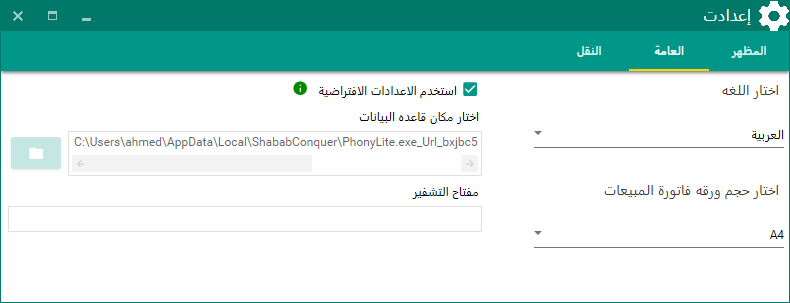 إعدادت
المظهر
العامة
النقل
اختار اللغه
العربية
اختار حجم ورقه فاتورة المبيعات
A4
استخدم الاعدادات الافتراضية
اختار مكان قاعده البيانات
C:\Users\ahmed\AppData\Local\ShababConquer\PhonyLite.exe_Url_bxjbc5
مفتاح التشفير